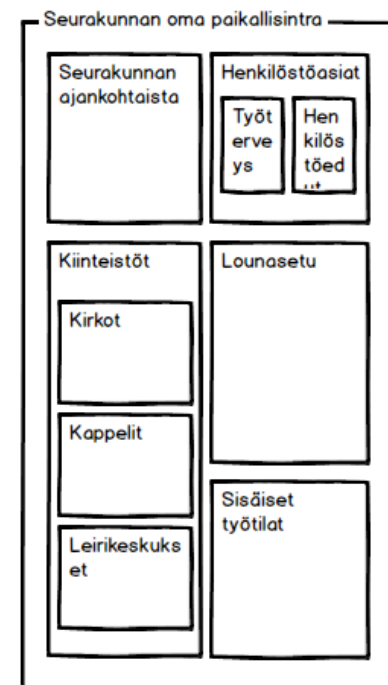 Seurakunnan oma paikallisintra
Seurakunnan
ajankohtaista
Henkilöstöasiat
Työt
erve
ys
Hen
kilös
töed
Kiinteistöt
Kirkot
Kappelit
Leirikeskuks
et
Lounasetu
Sisäiset
työtilat